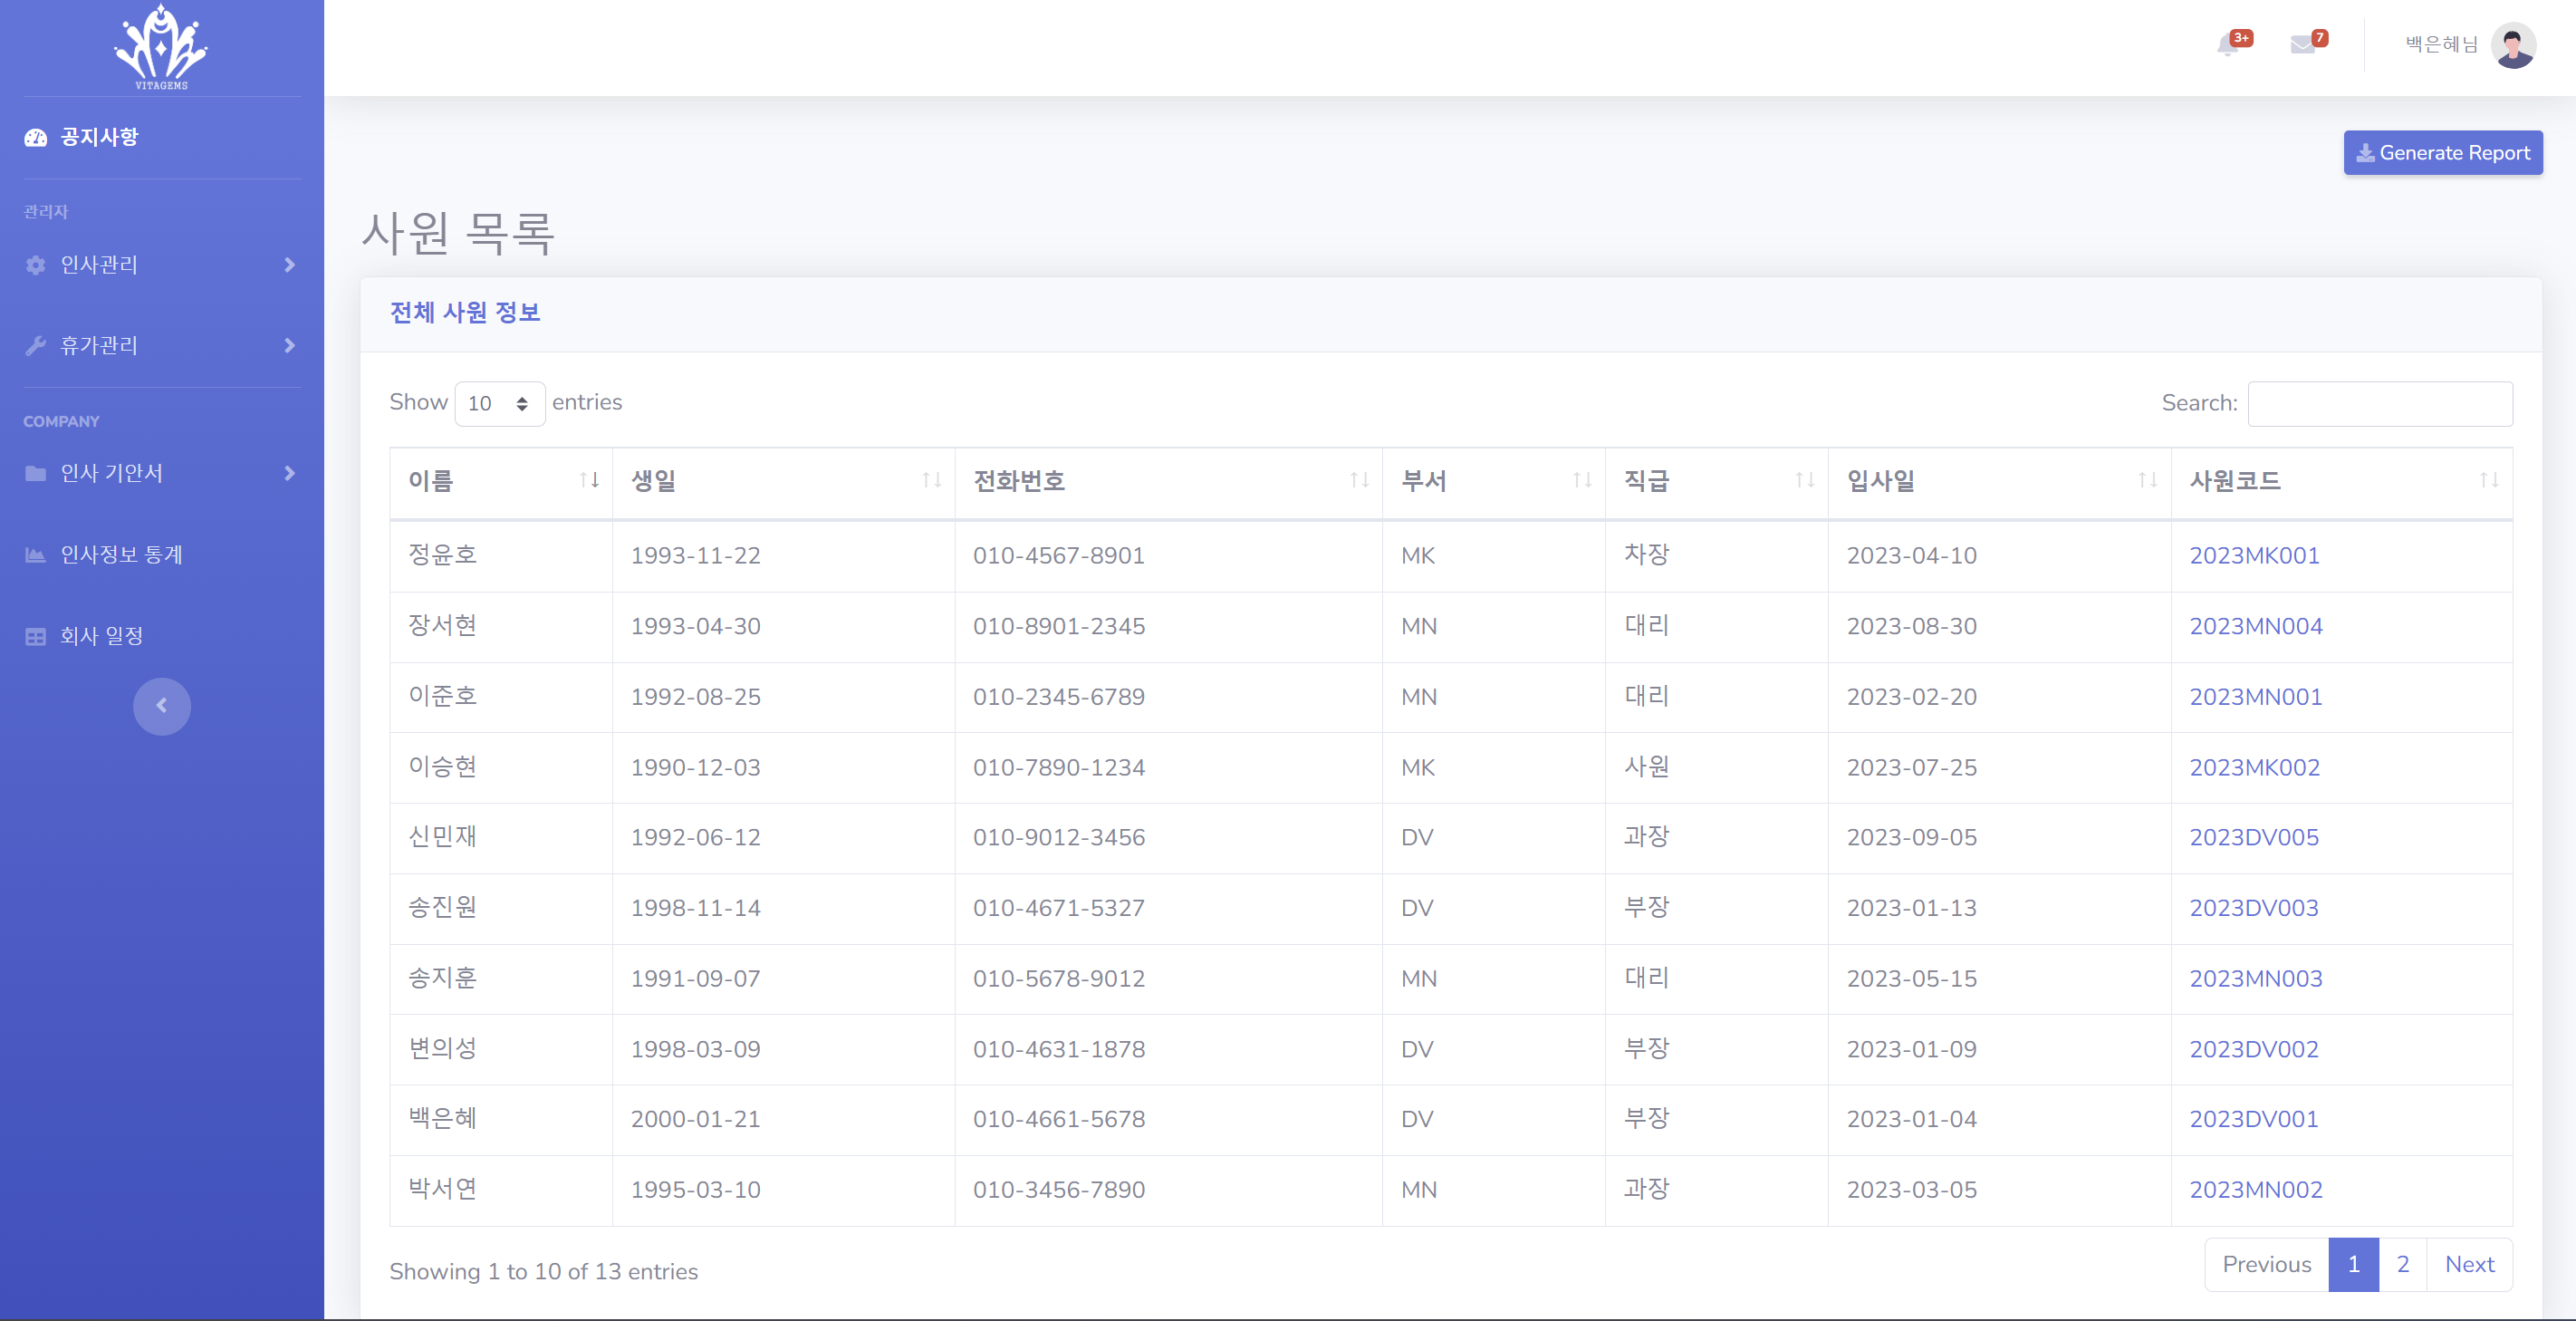 VITAGEMS
공지사항
관리자
인사관리
휴가관리
COMPANY
인사 기안서
인사정보 통계
회사 일정
3+
7
백은혜님
Generate Report
사원 목록
전체 사원 정보
Show 10 entries
Search:
이름 생일 전화번호 부서 직급 입사일 사원코드
정윤호 1993-11-22 010-4567-8901 MK 차장 2023-04-10 2023MK001
장서현 1993-04-30 010-8901-2345 MN 대리 2023-08-30 2023MN004
이준호 1992-08-25 010-2345-6789 MN 대리 2023-02-20 2023MN001
이승현 1990-12-03 010-7890-1234 MK 사원 2023-07-25 2023MK002
신민재 1992-06-12 010-9012-3456 DV 과장 2023-09-05 2023DV005
송진원 1998-11-14 010-4671-5327 DV 부장 2023-01-13 2023DV003
송지훈 1991-09-07 010-5678-9012 MN 대리 2023-05-15 2023MN003
변의성 1998-03-09 010-4631-1878 DV 부장 2023-01-09 2023DV002
백은혜 2000-01-21 010-4661-5678 DV 부장 2023-01-04 2023DV001
박서연 1995-03-10 010-3456-7890 MN 과장 2023-03-05 2023MN002
Showing 1 to 10 of 13 entries
Previous 1 2 Next